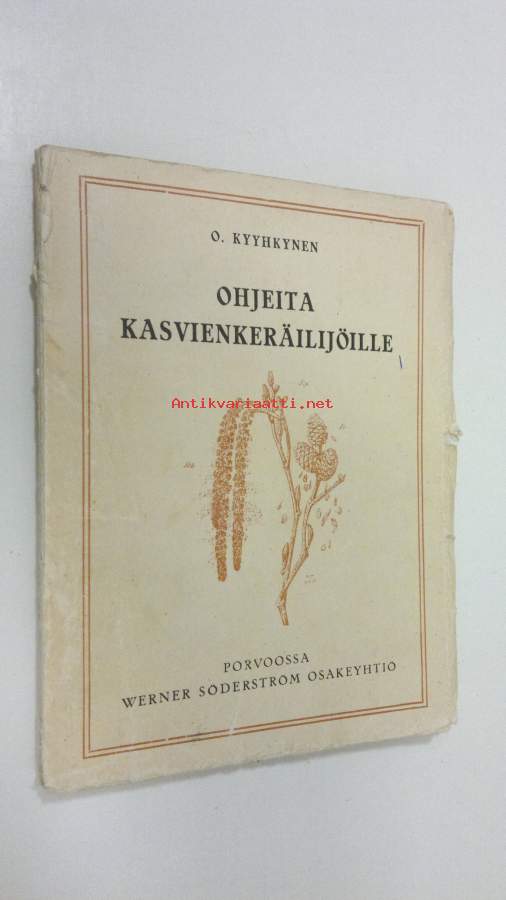 O. KYYHKYNEN
OHJEITA
KASVIENKERÄILIJÖILLE
Antikvariaatti.net
PORVOOSSA
WERNER SÖDERSTRÖM OSAKEYHTIÖ